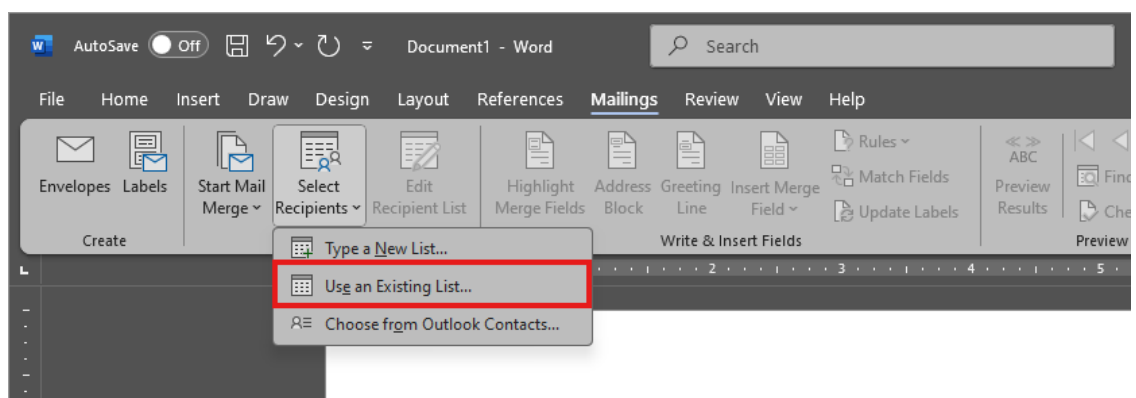 AutoSave Off Document1 - Word Search
File Home Insert Draw Design Layout References Mailings Review View Help
Envelopes Labels
Start Mail
Merge
Select
Recipients
Edit
Recipient List
Highlight
Merge Fields
Address
Block
Greeting
Line
Insert Merge
Field
Rules
Match Fields
Update Labels
ABC
Preview
Results
Find
Che
Create
Write & Insert Fields
Preview
Type a New List...
Use an Existing List...
Choose from Outlook Contacts...
2 3 4 5